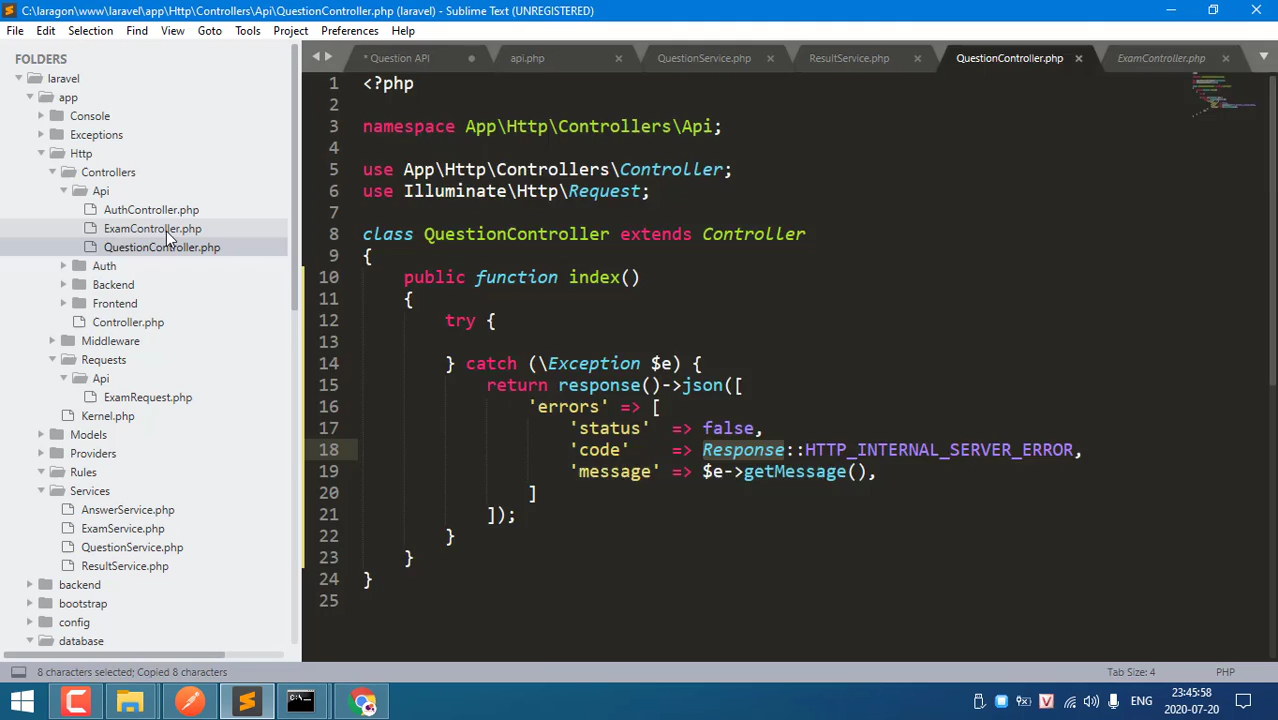 C:\laragon\www\laravel\app\Http\Controllers\Api\QuestionController.php (laravel) - Sublime Text (UNREGISTERED)
File Edit Selection Find View Goto Tools Project Preferences Help
FOLDERS
laravel
app
Console
Exceptions
Http
Controllers
Api
AuthController.php
ExamController.php
QuestionController.php
Auth
Backend
Frontend
Controller.php
Middleware
Requests
Api
ExamRequest.php
Kernel.php
Models
Providers
Rules
Services
AnswerService.php
ExamService.php
QuestionService.php
ResultService.php
backend
bootstrap
config
database
* Question API api.php QuestionService.php ResultService.php QuestionController.php ExamController.php
1 <?php
2
3 namespace App\Http\Controllers\Api;
4
5 use App\Http\Controllers\Controller;
6 use Illuminate\Http\Request;
7
8 class QuestionController extends Controller
9 {
10 public function index()
11 {
12 try {
13
14 } catch (\Exception $e) {
15 return response()->json([
16 'errors' => [
17 'status' => false,
18 'code' => Response::HTTP_INTERNAL_SERVER_ERROR,
19 'message' => $e->getMessage(),
20 ]
21 ]);
22 }
23 }
24 }
25
8 characters selected; Copied 8 characters Tab Size: 4 PHP
ENG 23:45:58
2020-07-20